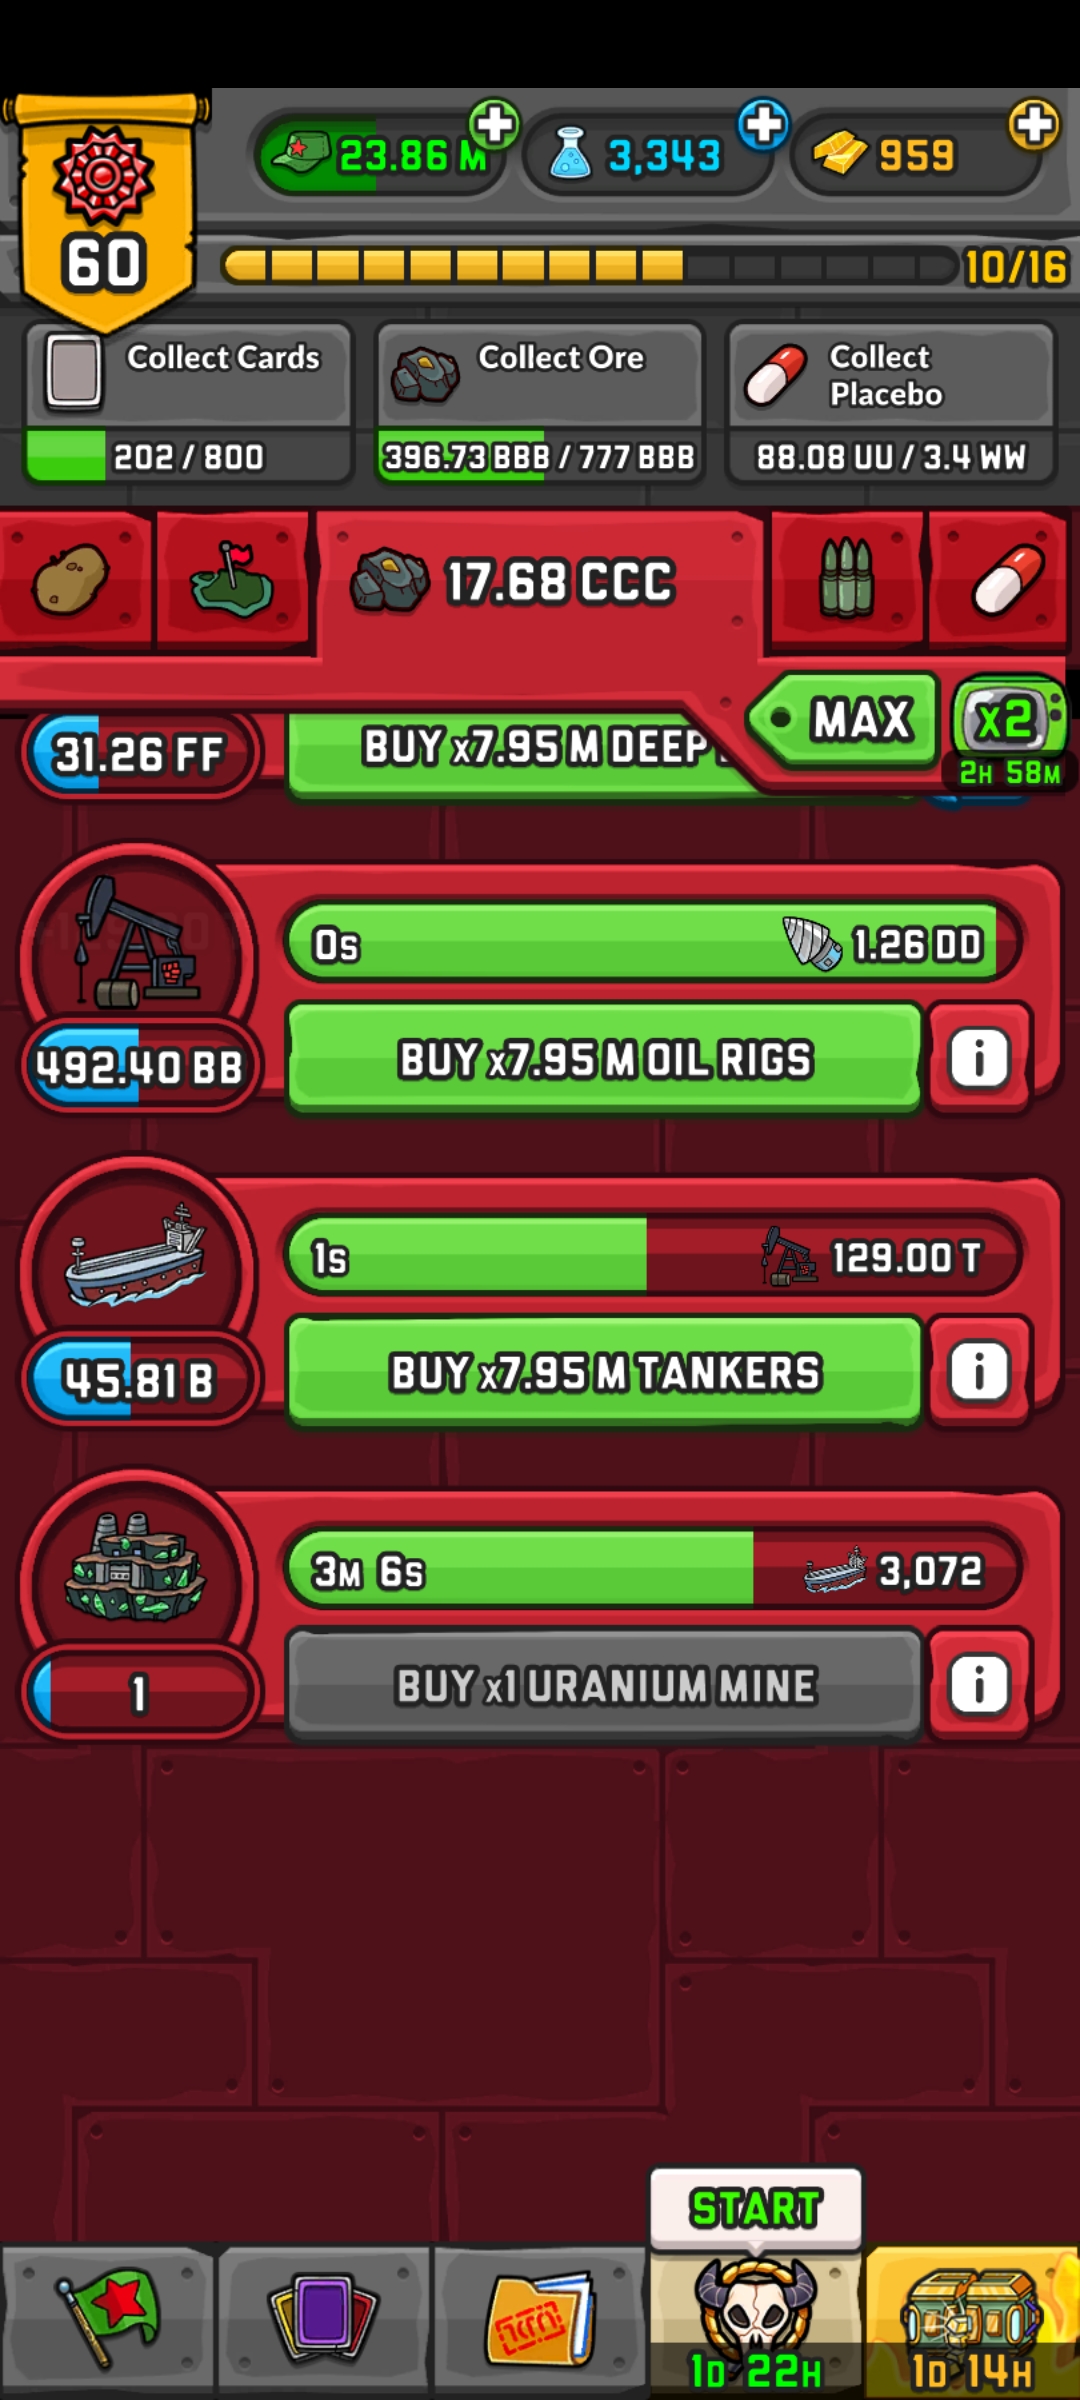 60
23.86 M
3,343
959
10/16
Collect Cards
202 / 800
Collect Ore
396.73 BBB / 777 BBB
Collect
Placebo
88.08 UU / 3.4 WW
17.68 CCC
MAX
x2
2H 58M
31.26 FF
BUY x7.95 M DEEP
0s
1.26 DD
492.40 BB
BUY x7.95 M OIL RIGS
i
1s
129.00 T
45.81 B
BUY x7.95 M TANKERS
i
3M 6s
3,072
1
BUY x1 URANIUM MINE
i
START
1D 22H
1D 14H